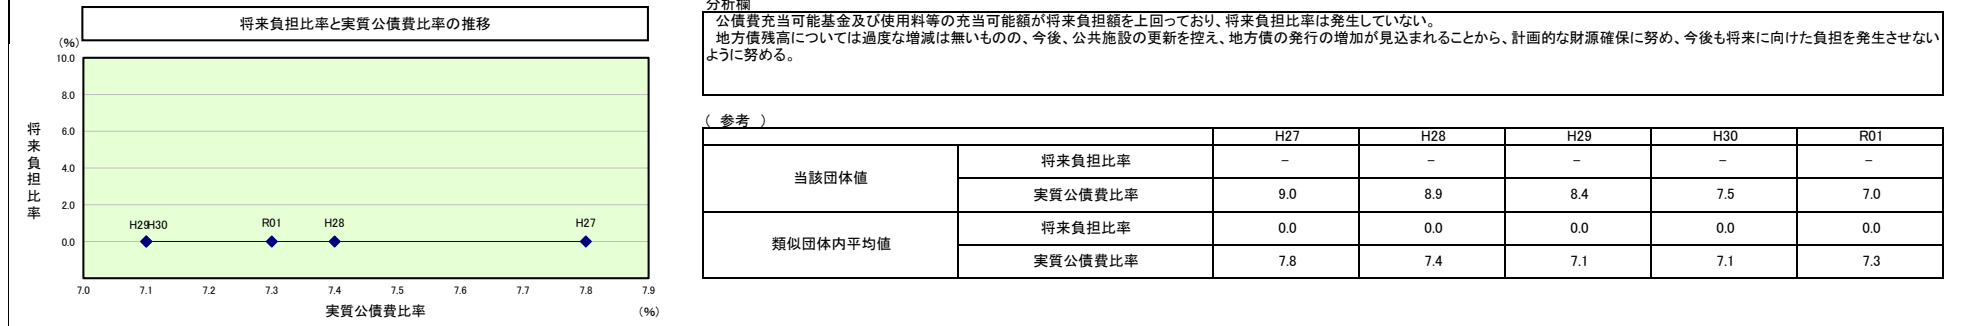 将来負担比率と実質公債費比率の推移
(%)
10.0
8.0
6.0
4.0
2.0
0.0
将来負担比率
H29 H30 R01 H28 H27
7.0 7.1 7.2 7.3 7.4 7.5 7.6 7.7 7.8 7.9
実質公債費比率 (%)
分析欄
公債費充当可能基金及び使用料等の充当可能額が将来負担額を上回っており、将来負担比率は発生していない。
地方債残高については過度な増減は無いものの、今後、公共施設の更新を控え、地方債の発行の増加が見込まれることから、計画的な財源確保に努め、今後も将来に向けた負担を発生させない
ように努める。
( 参考 )
H27 H28 H29 H30 R01
当該団体値
将来負担比率 － － － － －
実質公債費比率 9.0 8.9 8.4 7.5 7.0
類似団体内平均値
将来負担比率 0.0 0.0 0.0 0.0 0.0
実質公債費比率 7.8 7.4 7.1 7.1 7.3